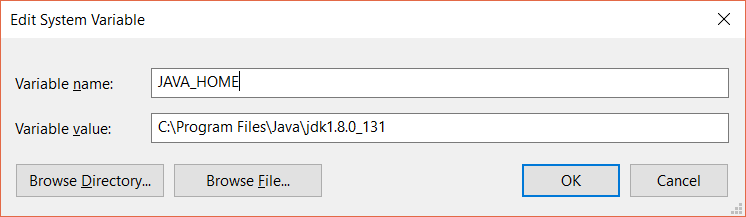 Edit System Variable
Variable name: JAVA_HOME
Variable value: C:\Program Files\Java\jdk1.8.0_131
Browse Directory... Browse File... OK Cancel